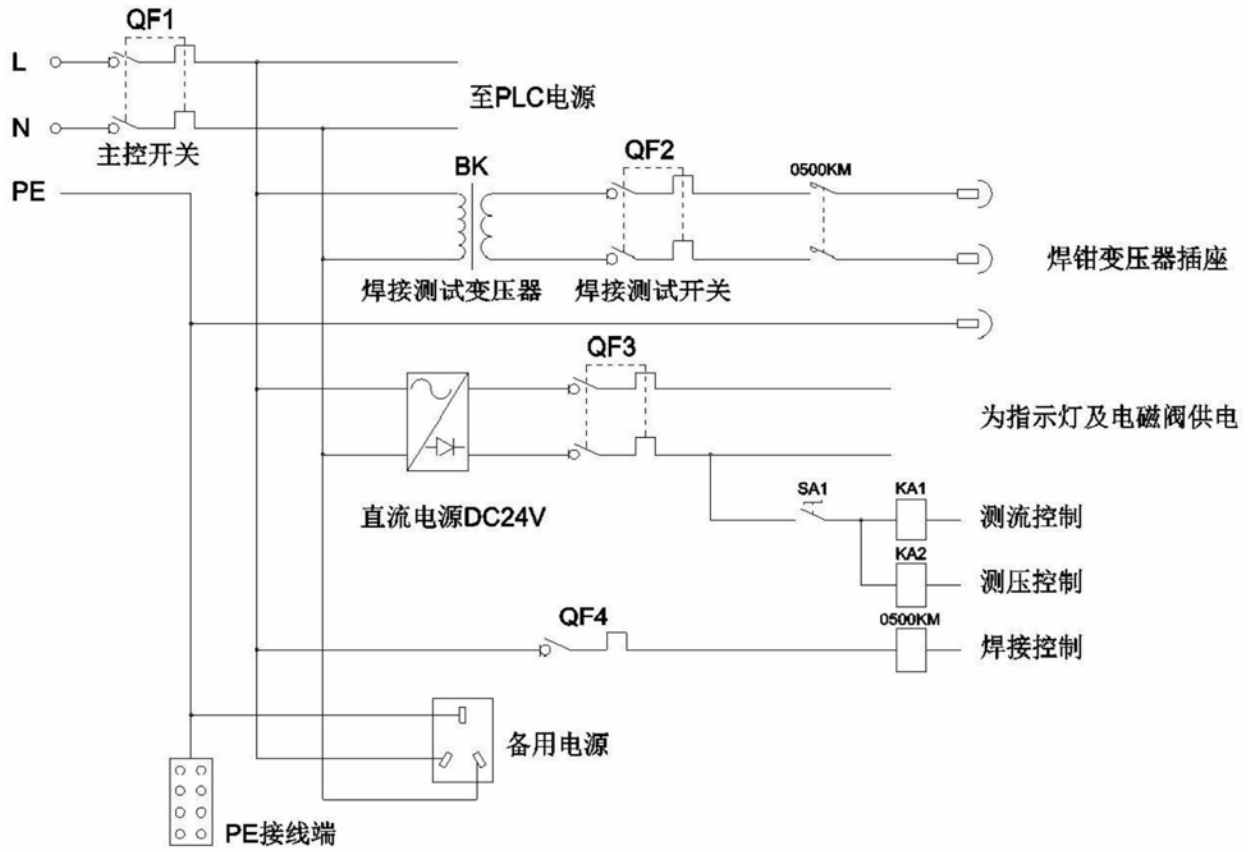 QF1
L
至PLC电源
N
主控开关
BK
QF2
0500KM
PE
焊钳变压器插座
焊接测试变压器
焊接测试开关
QF3
为指示灯及电磁阀供电
直流电源DC24V
SA1
KA1
测流控制
KA2
测压控制
QF4
0500KM
焊接控制
备用电源
PE接线端